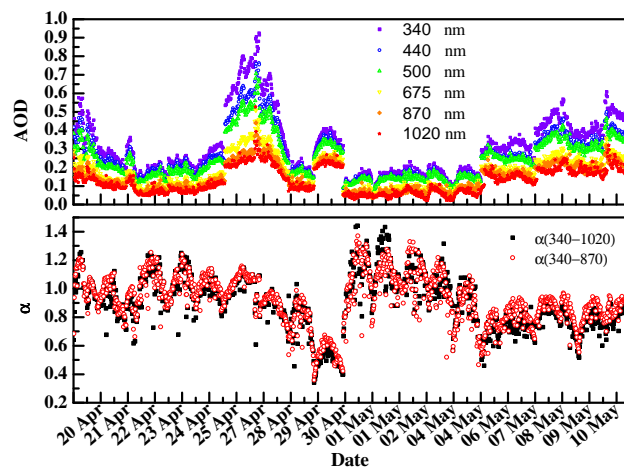 1.0
0.9
0.8
0.7
0.6
0.5
0.4
0.3
0.2
0.1
0.0
AOD
340 nm
440 nm
500 nm
675 nm
870 nm
1020 nm
1.4
1.2
1.0
0.8
0.6
0.4
0.2
α
α(340−1020)
α(340−870)
20 Apr
21 Apr
22 Apr
23 Apr
24 Apr
25 Apr
26 Apr
27 Apr
28 Apr
29 Apr
30 Apr
01 May
01 May
02 May
04 May
04 May
05 May
06 May
07 May
08 May
09 May
10 May
Date